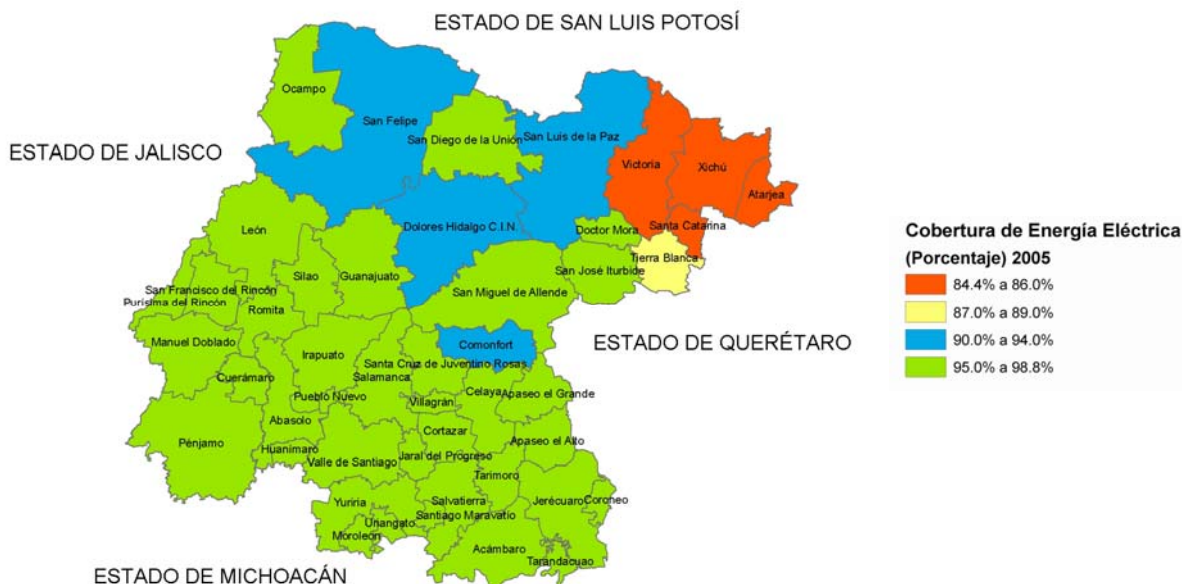 ESTADO DE SAN LUIS POTOSÍ
Ocampo
San Felipe
San Diego de la Unión
San Luis de la Paz
ESTADO DE JALISCO
Victoria
Xichú
Atarjea
León
Dolores Hidalgo C.I.N.
Santa Catarina
Doctor Mora
Tierra Blanca
Silao
Guanajuato
San José Iturbide
San Francisco del Rincón
San Miguel de Allende
Purísima del Rincón
Romita
Manuel Doblado
Irapuato
Comonfort
ESTADO DE QUERÉTARO
Santa Cruz de Juventino Rosas
Cuerámaro
Salamanca
Pueblo Nuevo
Villagrán
Celaya
Apaseo el Grande
Abasolo
Cortazar
Pénjamo
Apaseo el Alto
Huanímaro
Jaral del Progreso
Valle de Santiago
Tarimoro
Yuriria
Salvatierra
Jerécuaro
Coroneo
Santiago Maravatío
Uriangato
Moroleón
Acámbaro
Tarandacuao
ESTADO DE MICHOACÁN
Cobertura de Energía Eléctrica
(Porcentaje) 2005
84.4% a 86.0%
87.0% a 89.0%
90.0% a 94.0%
95.0% a 98.8%